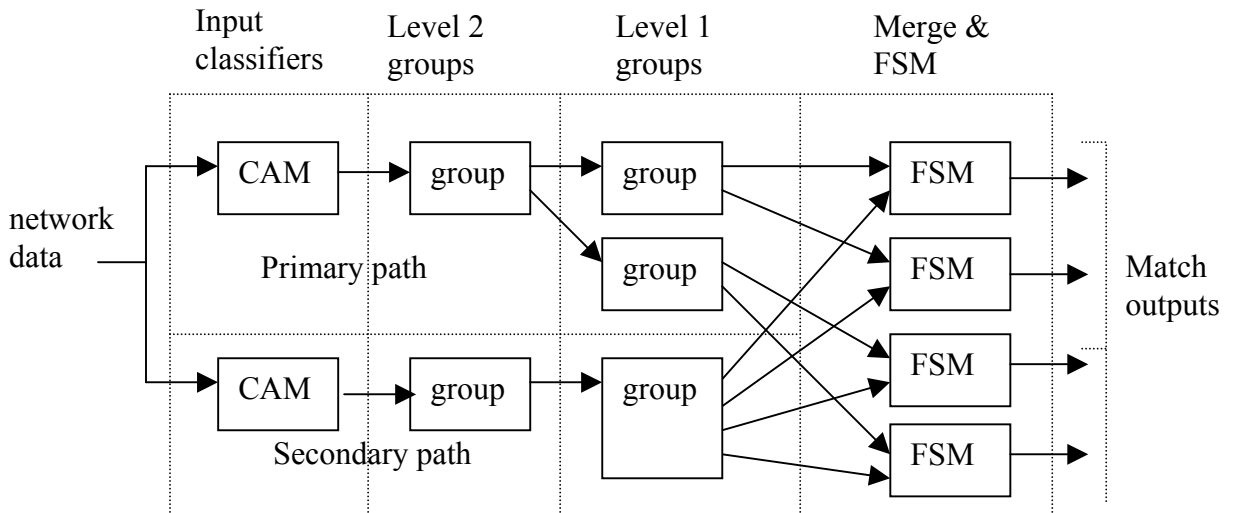 Input
classifiers
Level 2
groups
Level 1
groups
Merge &
FSM
CAM
group
group
FSM
network
data
Primary path
group
FSM
Match
outputs
CAM
group
group
FSM
Secondary path
FSM